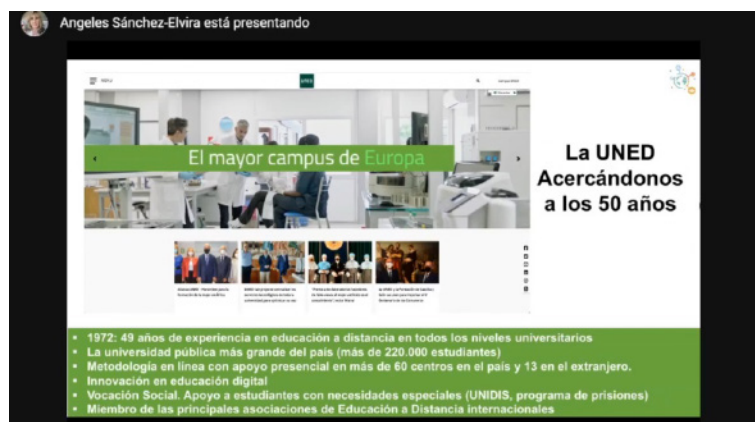 Angeles Sánchez-Elvira está presentando
MENU
UNED
El mayor campus de Europa
La UNED
Acercándonos
a los 50 años
1972: 49 años de experiencia en educación a distancia en todos los niveles universitarios
La universidad pública más grande del país (más de 220.000 estudiantes)
Metodología en línea con apoyo presencial en más de 60 centros en el país y 13 en el extranjero.
Innovación en educación digital
Vocación Social. Apoyo a estudiantes con necesidades especiales (UNIDIS, programa de prisiones)
Miembro de las principales asociaciones de Educación a Distancia internacionales